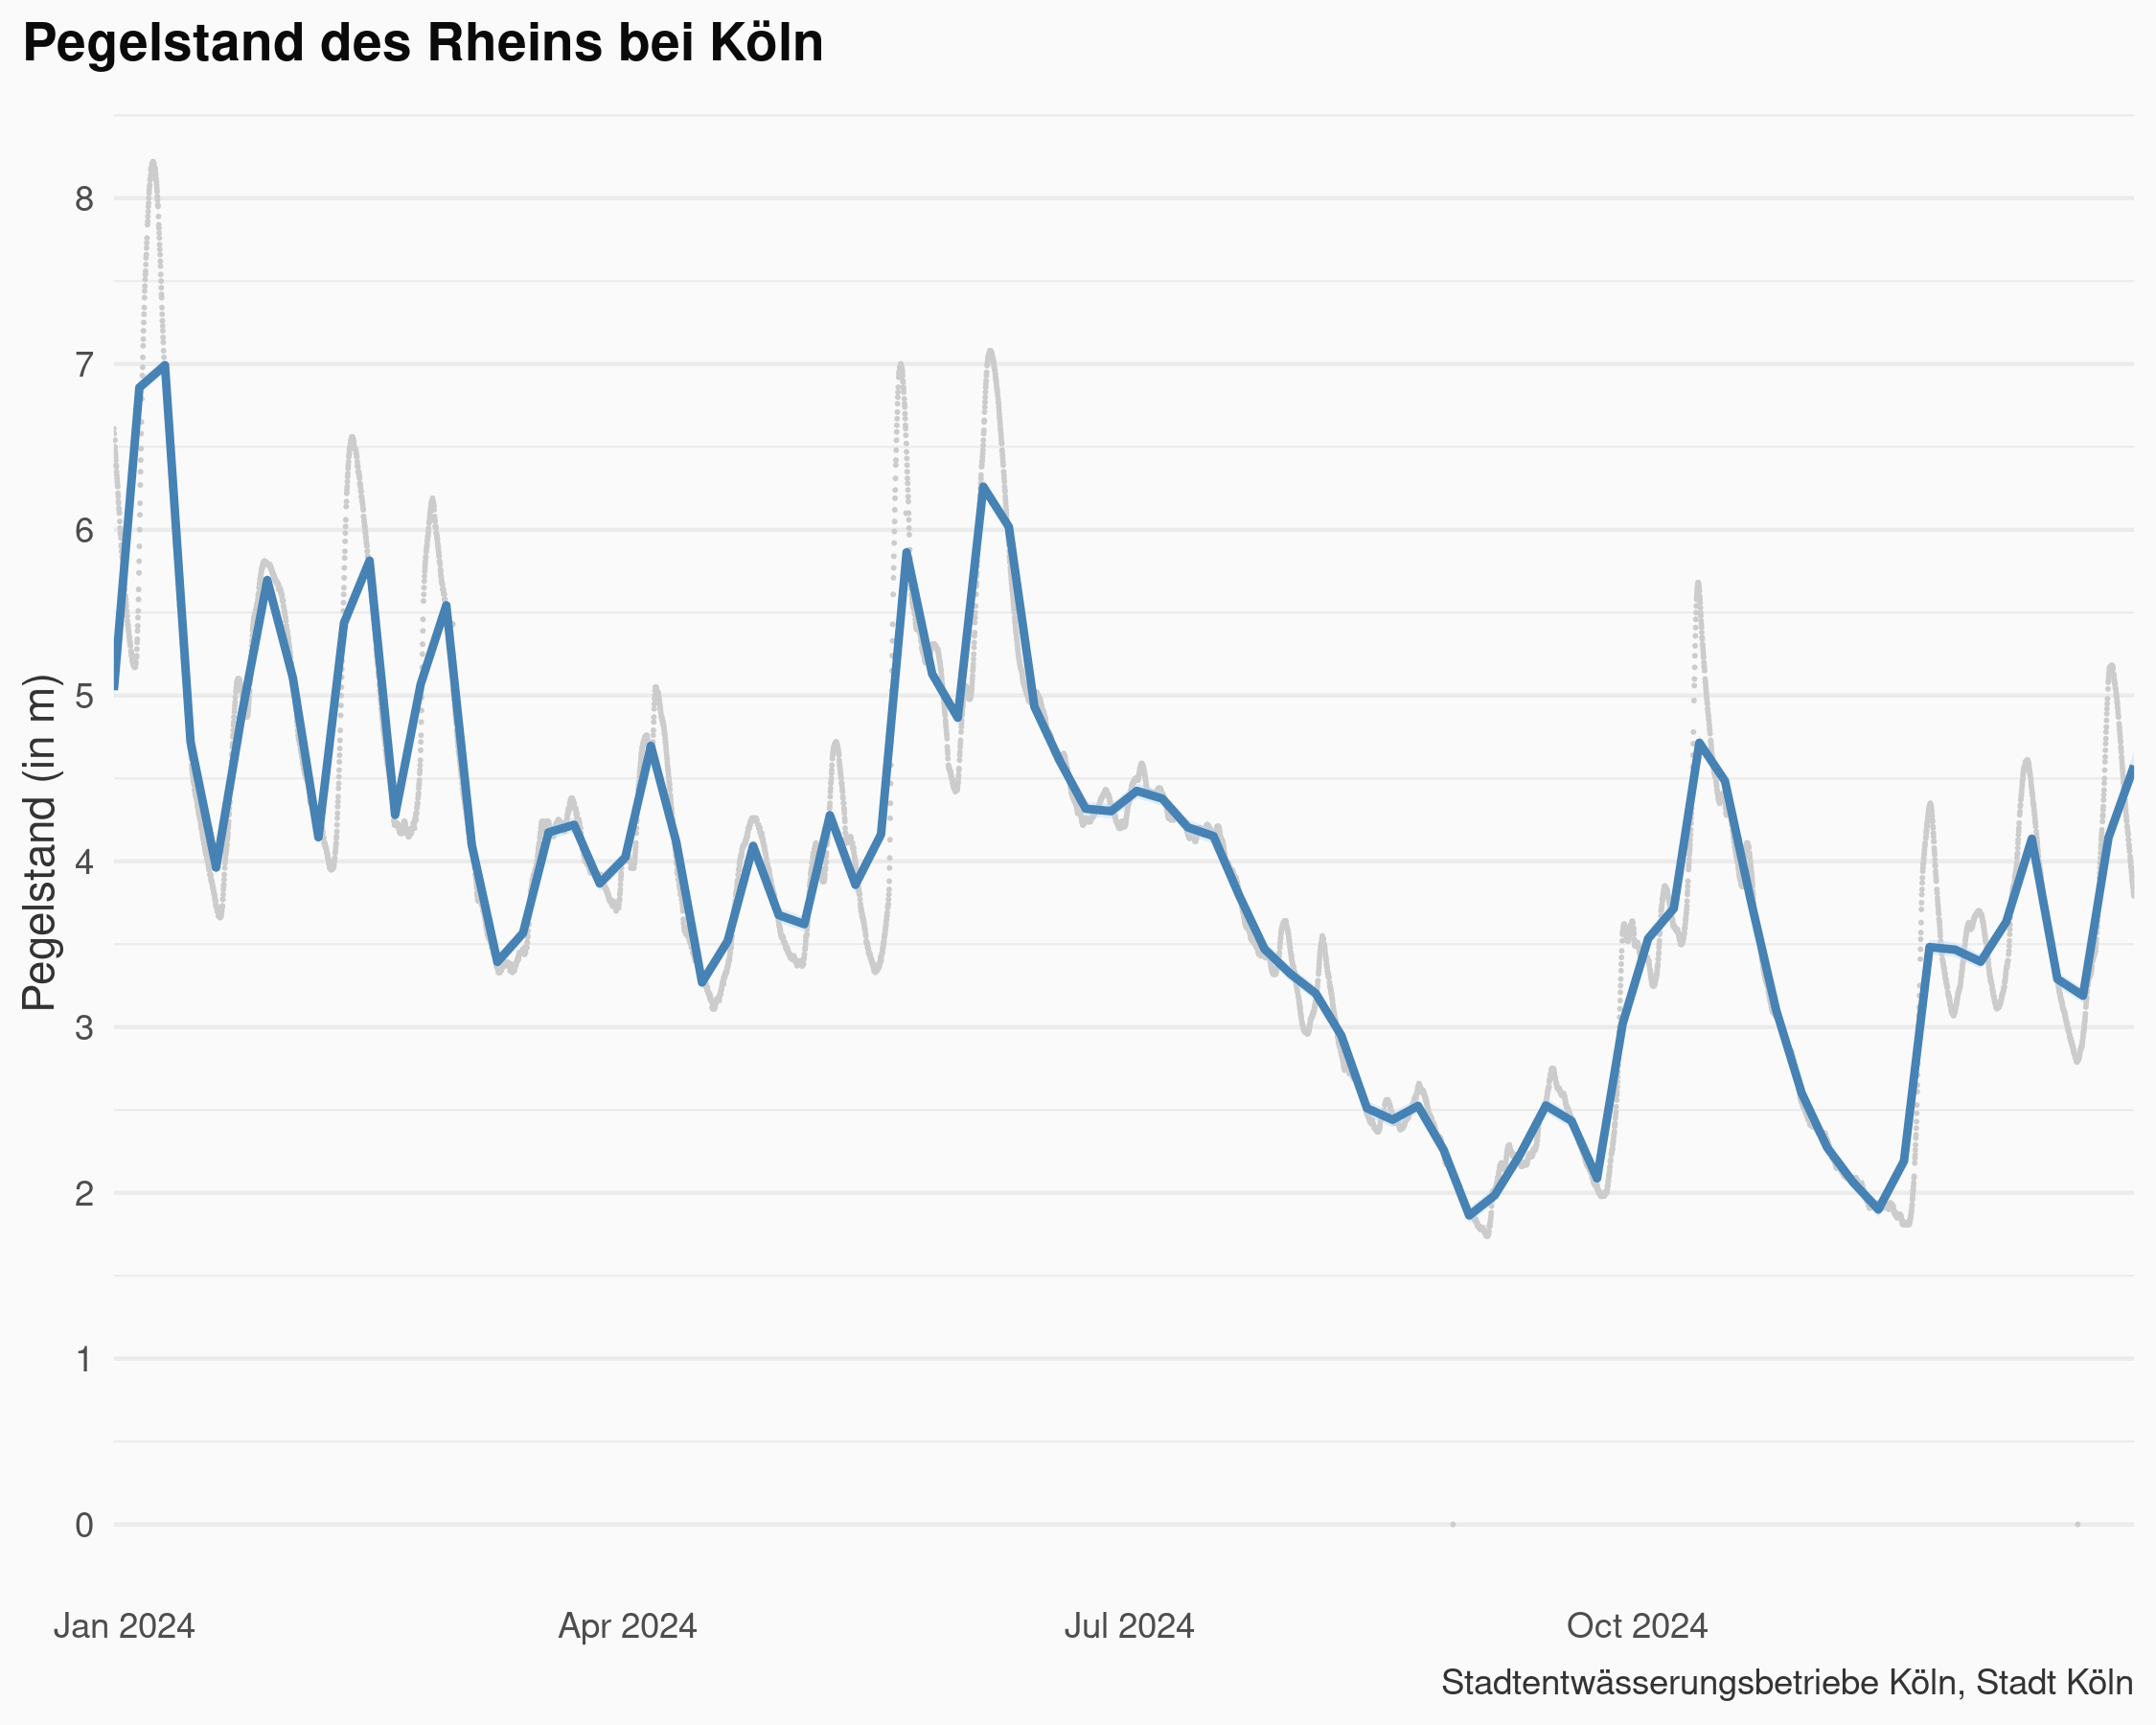 Pegelstand des Rheins bei Köln
Pegelstand (in m)
8
7
6
5
4
3
2
1
0
Jan 2024 Apr 2024 Jul 2024 Oct 2024
Stadtentwässerungsbetriebe Köln, Stadt Köln